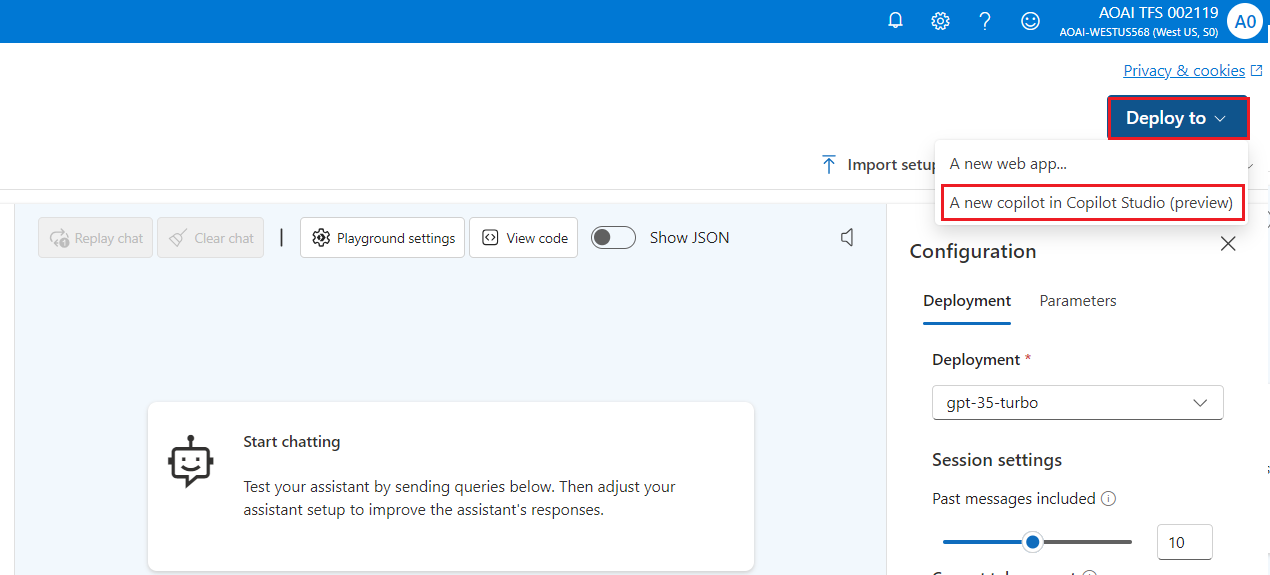 AOAI TFS 002119
AOAI-WESTUS568 (West US, S0)
A0
Privacy & cookies
Deploy to
Import setup
A new web app...
A new copilot in Copilot Studio (preview)
Replay chat
Clear chat
Playground settings
View code
Show JSON
Configuration
Deployment
Parameters
Deployment *
gpt-35-turbo
Start chatting
Test your assistant by sending queries below. Then adjust your
assistant setup to improve the assistant's responses.
Session settings
Past messages included
10